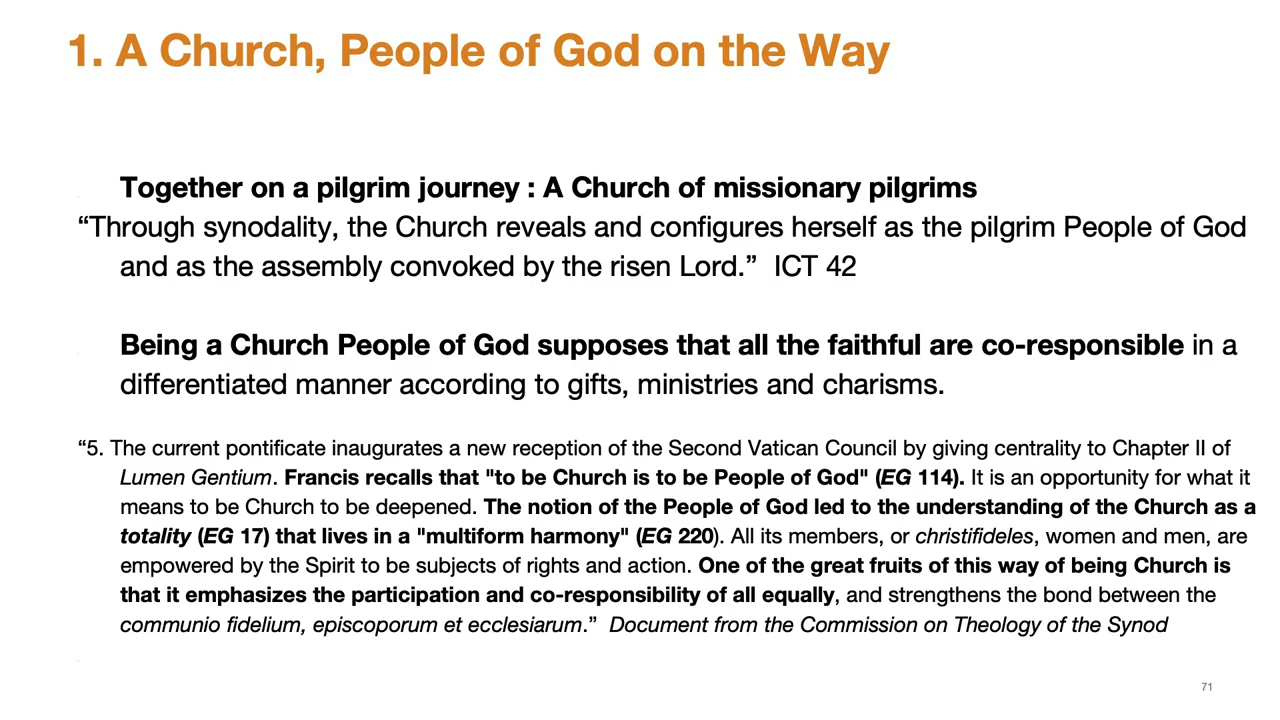 1. A Church, People of God on the Way
Together on a pilgrim journey : A Church of missionary pilgrims
“Through synodality, the Church reveals and configures herself as the pilgrim People of God
and as the assembly convoked by the risen Lord.” ICT 42
Being a Church People of God supposes that all the faithful are co-responsible in a
differentiated manner according to gifts, ministries and charisms.
“5. The current pontificate inaugurates a new reception of the Second Vatican Council by giving centrality to Chapter II of
Lumen Gentium. Francis recalls that "to be Church is to be People of God" (EG 114). It is an opportunity for what it
means to be Church to be deepened. The notion of the People of God led to the understanding of the Church as a
totality (EG 17) that lives in a "multiform harmony" (EG 220). All its members, or christifideles, women and men, are
empowered by the Spirit to be subjects of rights and action. One of the great fruits of this way of being Church is
that it emphasizes the participation and co-responsibility of all equally, and strengthens the bond between the
communio fidelium, episcoporum et ecclesiarum.” Document from the Commission on Theology of the Synod
71